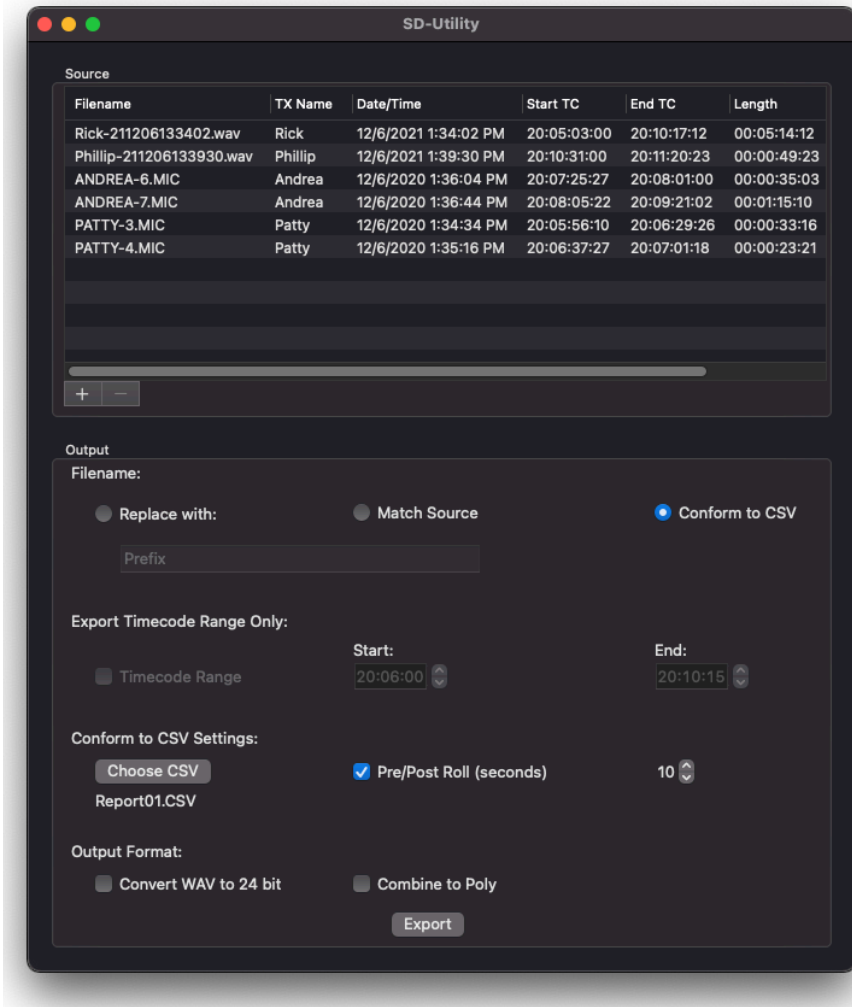 SD-Utility
Source
Filename TX Name Date/Time Start TC End TC Length
Rick-211206133402.wav Rick 12/6/2021 1:34:02 PM 20:05:03:00 20:10:17:12 00:05:14:12
Phillip-211206133930.wav Phillip 12/6/2021 1:39:30 PM 20:10:31:00 20:11:20:23 00:00:49:23
ANDREA-6.MIC Andrea 12/6/2020 1:36:04 PM 20:07:25:27 20:08:01:00 00:00:35:03
ANDREA-7.MIC Andrea 12/6/2020 1:36:44 PM 20:08:05:22 20:09:21:02 00:01:15:10
PATTY-3.MIC Patty 12/6/2020 1:34:34 PM 20:05:56:10 20:06:29:26 00:00:33:16
PATTY-4.MIC Patty 12/6/2020 1:35:16 PM 20:06:37:27 20:07:01:18 00:00:23:21
+ −
Output
Filename:
Replace with: Match Source Conform to CSV
Prefix
Export Timecode Range Only:
Start: End:
Timecode Range 20:06:00 20:10:15
Conform to CSV Settings:
Choose CSV Pre/Post Roll (seconds) 10
Report01.CSV
Output Format:
Convert WAV to 24 bit Combine to Poly
Export